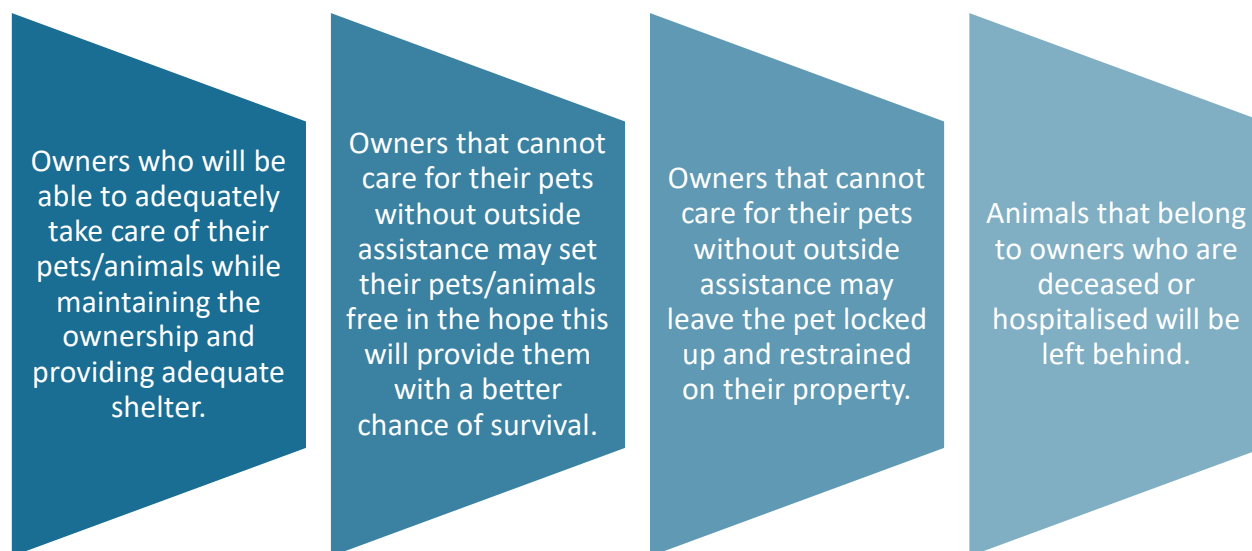 Owners who will be
able to adequately
take care of their
pets/animals while
maintaining the
ownership and
providing adequate
shelter.
Owners that cannot
care for their pets
without outside
assistance may set
their pets/animals
free in the hope this
will provide them
with a better
chance of survival.
Owners that cannot
care for their pets
without outside
assistance may
leave the pet locked
up and restrained
on their property.
Animals that belong
to owners who are
deceased or
hospitalised will be
left behind.